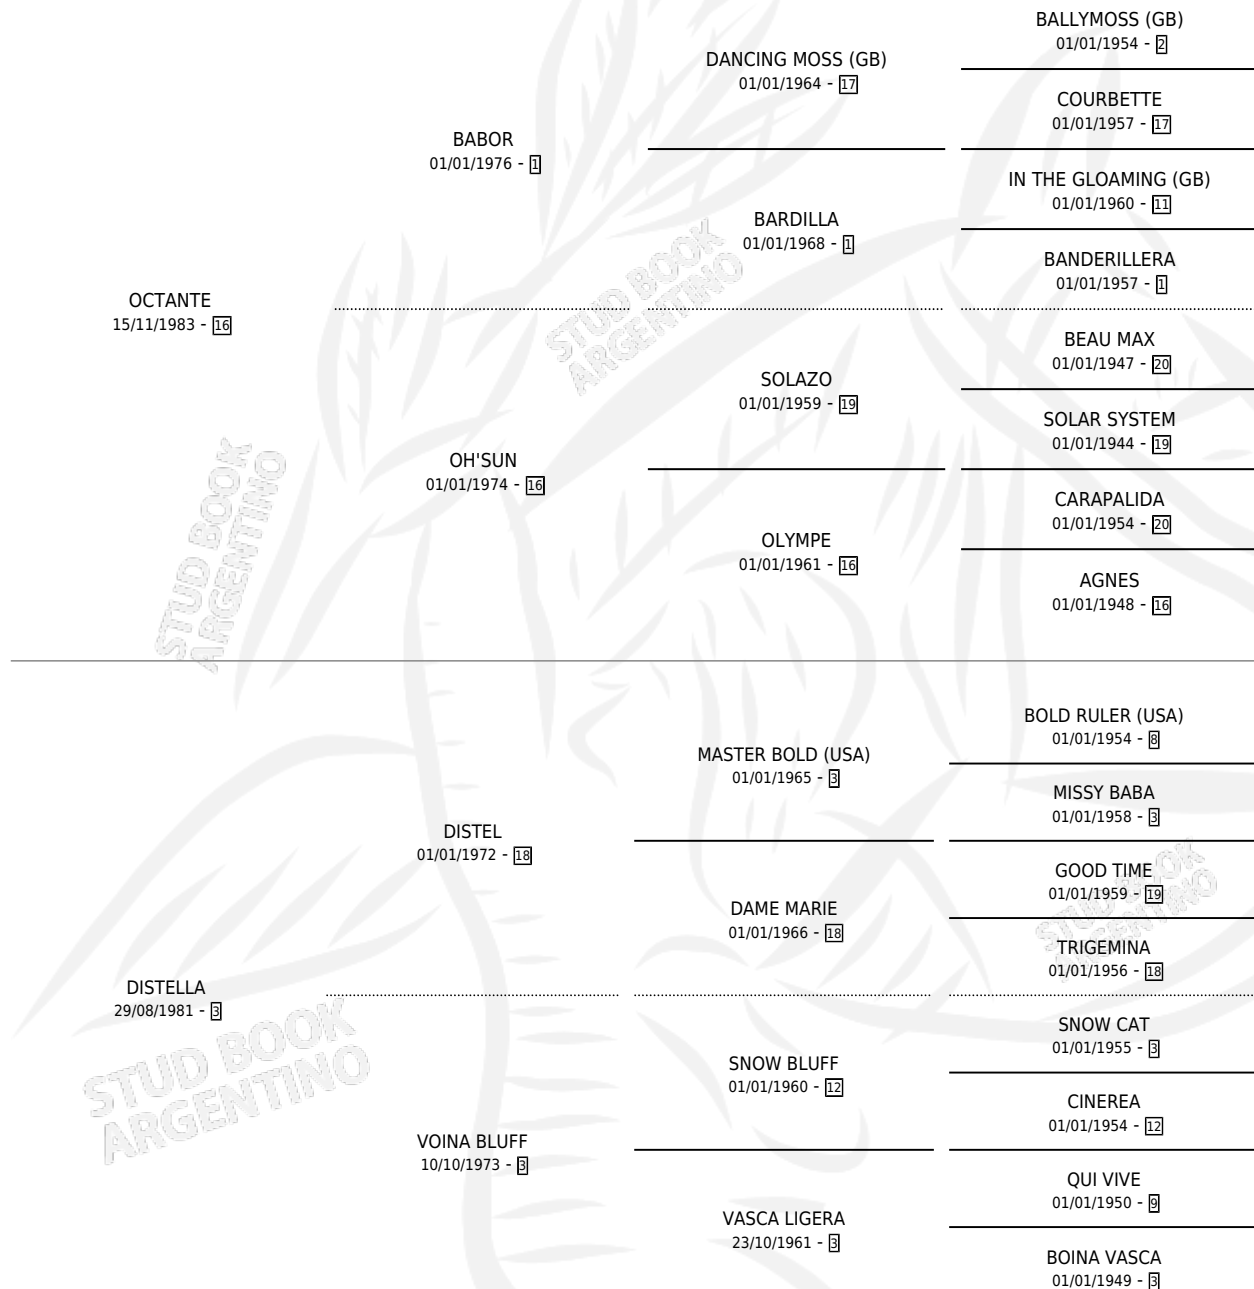 BALLYMOSS (GB)
01/01/1954 - 2
DANCING MOSS (GB)
01/01/1964 - 17
COURBETTE
01/01/1957 - 17
BABOR
01/01/1976 - 1
IN THE GLOAMING (GB)
01/01/1960 - 11
BARDILLA
01/01/1968 - 1
BANDERILLERA
01/01/1957 - 1
OCTANTE
15/11/1983 - 16
BEAU MAX
01/01/1947 - 20
SOLAZO
01/01/1959 - 19
SOLAR SYSTEM
01/01/1944 - 19
OH'SUN
01/01/1974 - 16
CARAPALIDA
01/01/1954 - 20
OLYMPE
01/01/1961 - 16
AGNES
01/01/1948 - 16
STUD BOOK
ARGENTINO
STUD BOOK
ARGENTINO
BOLD RULER (USA)
01/01/1954 - 8
MASTER BOLD (USA)
01/01/1965 - 3
MISSY BABA
01/01/1958 - 3
DISTEL
01/01/1972 - 18
GOOD TIME
01/01/1959 - 19
DAME MARIE
01/01/1966 - 18
TRIGEMINA
01/01/1956 - 18
STUD BOOK
ARGENTINO
DISTELLA
29/08/1981 - 3
SNOW CAT
01/01/1955 - 3
SNOW BLUFF
01/01/1960 - 12
CINEREA
01/01/1954 - 12
STUD BOOK
ARGENTINO
VOINA BLUFF
10/10/1973 - 3
QUI VIVE
01/01/1950 - 9
VASCA LIGERA
23/10/1961 - 3
BOINA VASCA
01/01/1949 - 3